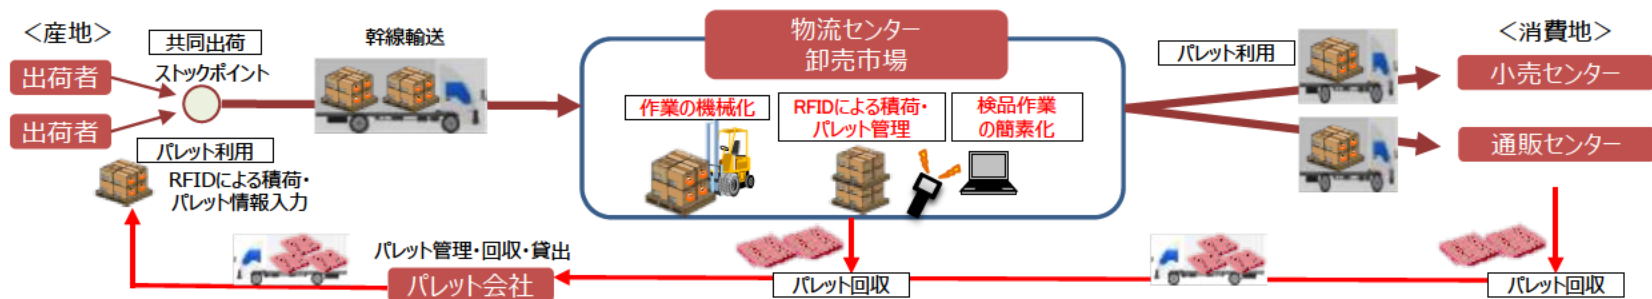 <産地>
共同出荷
出荷者
ストックポイント
出荷者
パレット利用
RFIDによる積荷・
パレット情報入力
幹線輸送
物流センター
卸売市場
作業の機械化
RFIDによる積荷・
パレット管理
検品作業
の簡素化
パレット利用
<消費地>
小売センター
通販センター
パレット管理・回収・貸出
パレット会社
パレット回収
パレット回収